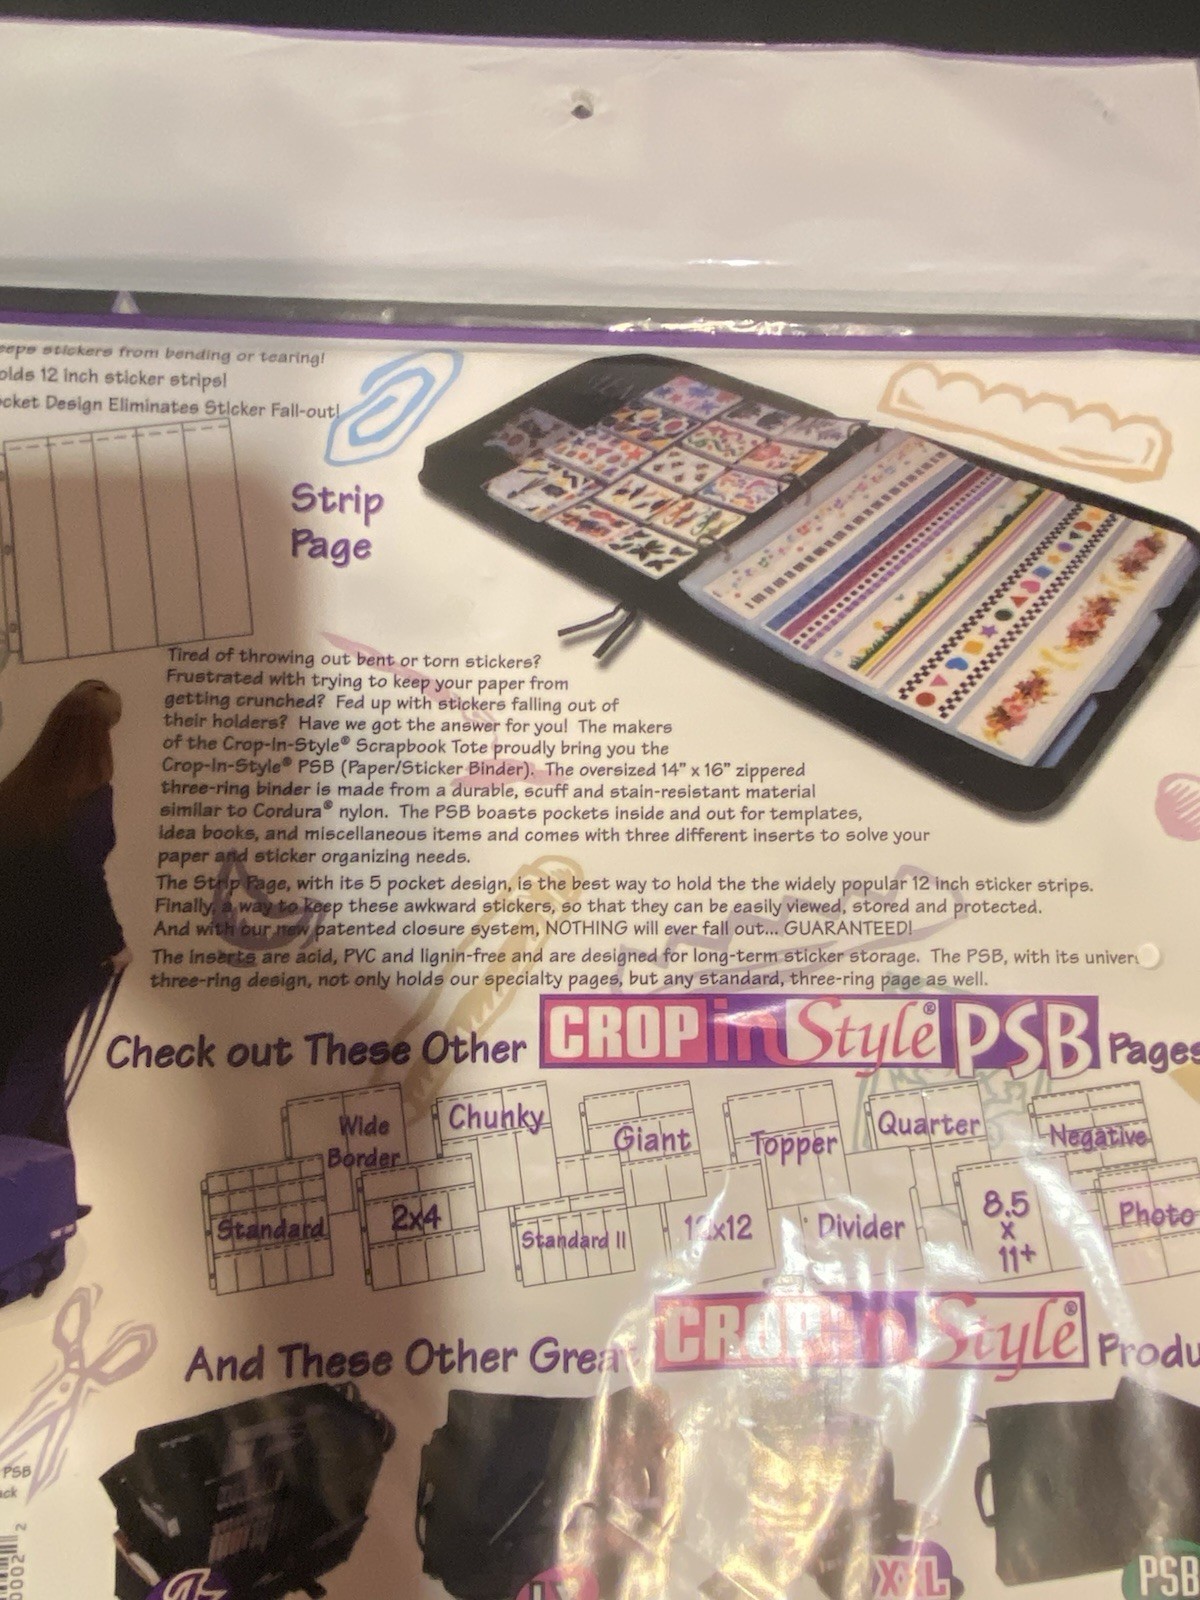 stickers from bending or tearing!
12 inch sticker strips!
Design Eliminates Sticker Fall-out!
Strip
Page
Tired of throwing out bent or torn stickers?
Frustrated with trying to keep your paper from
getting crunched? Fed up with stickers falling out of
their holders? Have we got the answer for you! The makers
of the Crop-In-Style® Scrapbook Tote proudly bring you the
Crop-In-Style® PSB (Paper/Sticker Binder). The oversized 14" x 16" zippered
three-ring binder is made from a durable, scuff and stain-resistant material
similar to Cordura® nylon. The PSB boasts pockets inside and out for templates,
idea books, and miscellaneous items and comes with three different inserts to solve your
paper and sticker organizing needs.
The Strip Page, with its 5 pocket design, is the best way to hold the the widely popular 12 inch sticker strips.
Finally, a way to keep these awkward stickers, so that they can be easily viewed, stored and protected.
And with our new patented closure system, NOTHING will ever fall out... GUARANTEED!
The inserts are acid, PVC and lignin-free and are designed for long-term sticker storage. The PSB, with its
three-ring design, not only holds our specialty pages, but any standard, three-ring page as well.
Check out These Other CROP in Style® PSB Pages
Wide
Border
Chunky
Giant
Topper
Quarter
Negative
Standard
2x4
Standard II
12x12
Divider
8.5
x
11+
Photo
And These Other Great CROP in Style® Produ
PSB
XXL
PSB
0002 2